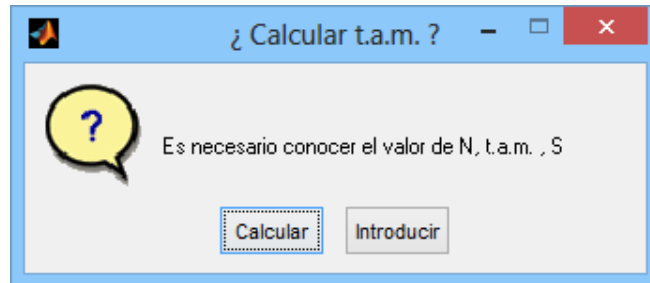 ¿ Calcular t.a.m. ?
?
Es necesario conocer el valor de N, t.a.m. , S
Calcular
Introducir